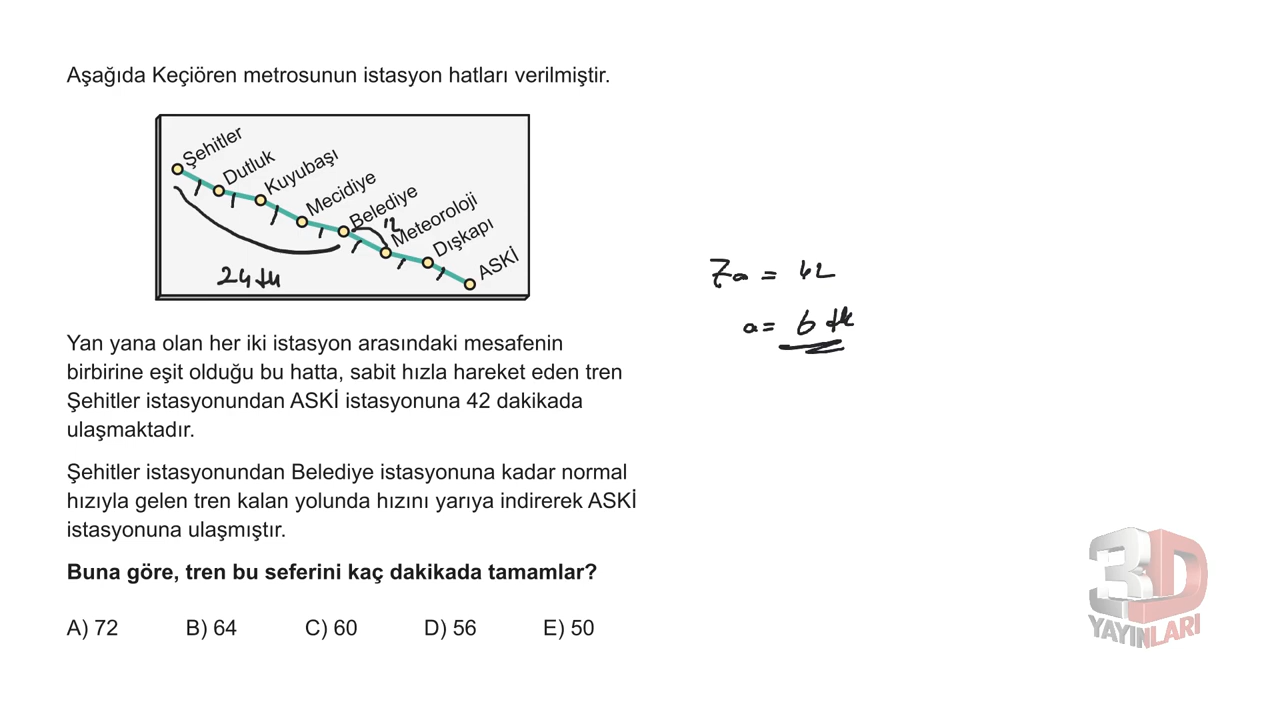 Aşağıda Keçiören metrosunun istasyon hatları verilmiştir.
Şehitler
Dutluk
Kuyubaşı
Mecidiye
Belediye
12
Meteoroloji
Dışkapı
ASKİ
24 dk
7a = 42
a = 6 dk
Yan yana olan her iki istasyon arasındaki mesafenin
birbirine eşit olduğu bu hatta, sabit hızla hareket eden tren
Şehitler istasyonundan ASKİ istasyonuna 42 dakikada
ulaşmaktadır.
Şehitler istasyonundan Belediye istasyonuna kadar normal
hızıyla gelen tren kalan yolunda hızını yarıya indirerek ASKİ
istasyonuna ulaşmıştır.
Buna göre, tren bu seferini kaç dakikada tamamlar?
A) 72 B) 64 C) 60 D) 56 E) 50
3D
YAYINLARI